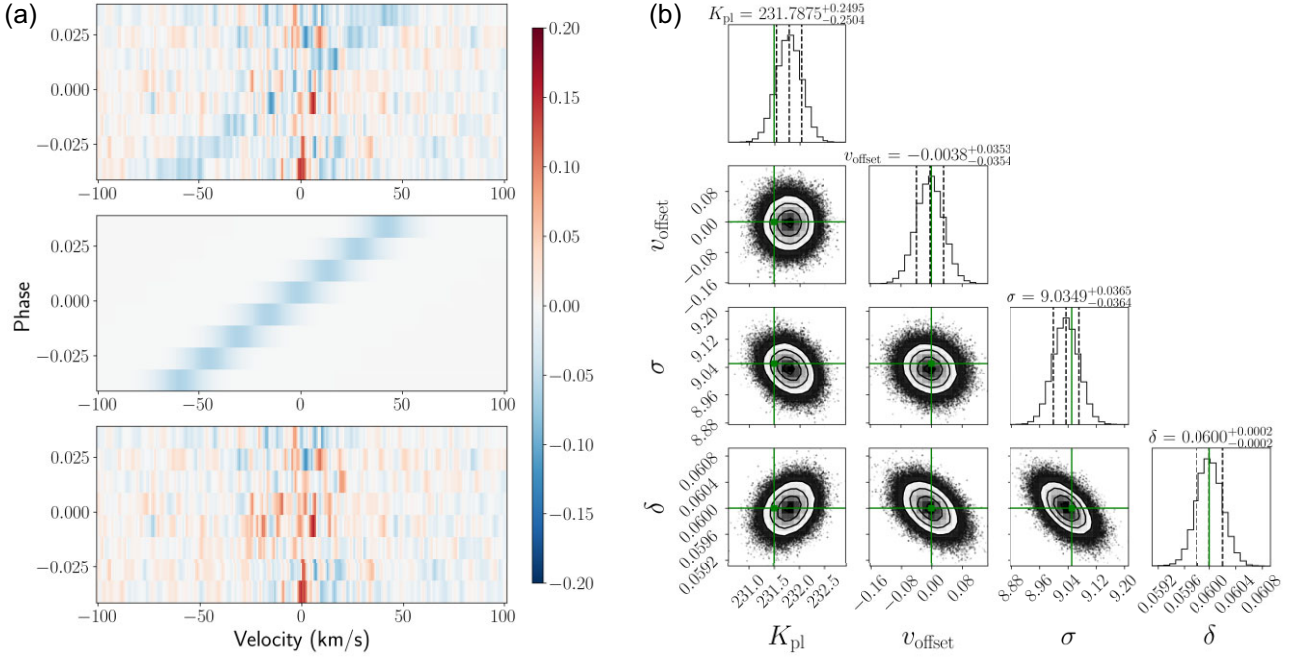 (a)
0.025
0.000
−0.025
−100 −50 0 50 100
0.025
0.000
−0.025
−100 −50 0 50 100
0.025
0.000
−0.025
−100 −50 0 50 100
Phase
Velocity (km/s)
0.20
0.15
0.10
0.05
0.00
−0.05
−0.10
−0.15
−0.20
(b)
K_pl = 231.7875^{+0.2495}_{−0.2504}
v_offset = −0.0038^{+0.0353}_{−0.0354}
σ = 9.0349^{+0.0365}_{−0.0364}
δ = 0.0600^{+0.0002}_{−0.0002}
v_offset
0.08
0.00
−0.08
−0.16
σ
9.20
9.12
9.04
8.96
8.88
δ
0.0608
0.0604
0.0600
0.0596
0.0592
231.0 231.5 232.0 232.5
−0.16 −0.08 0.00 0.08
8.88 8.96 9.04 9.12 9.20
0.0592 0.0596 0.0600 0.0604 0.0608
K_pl v_offset σ δ